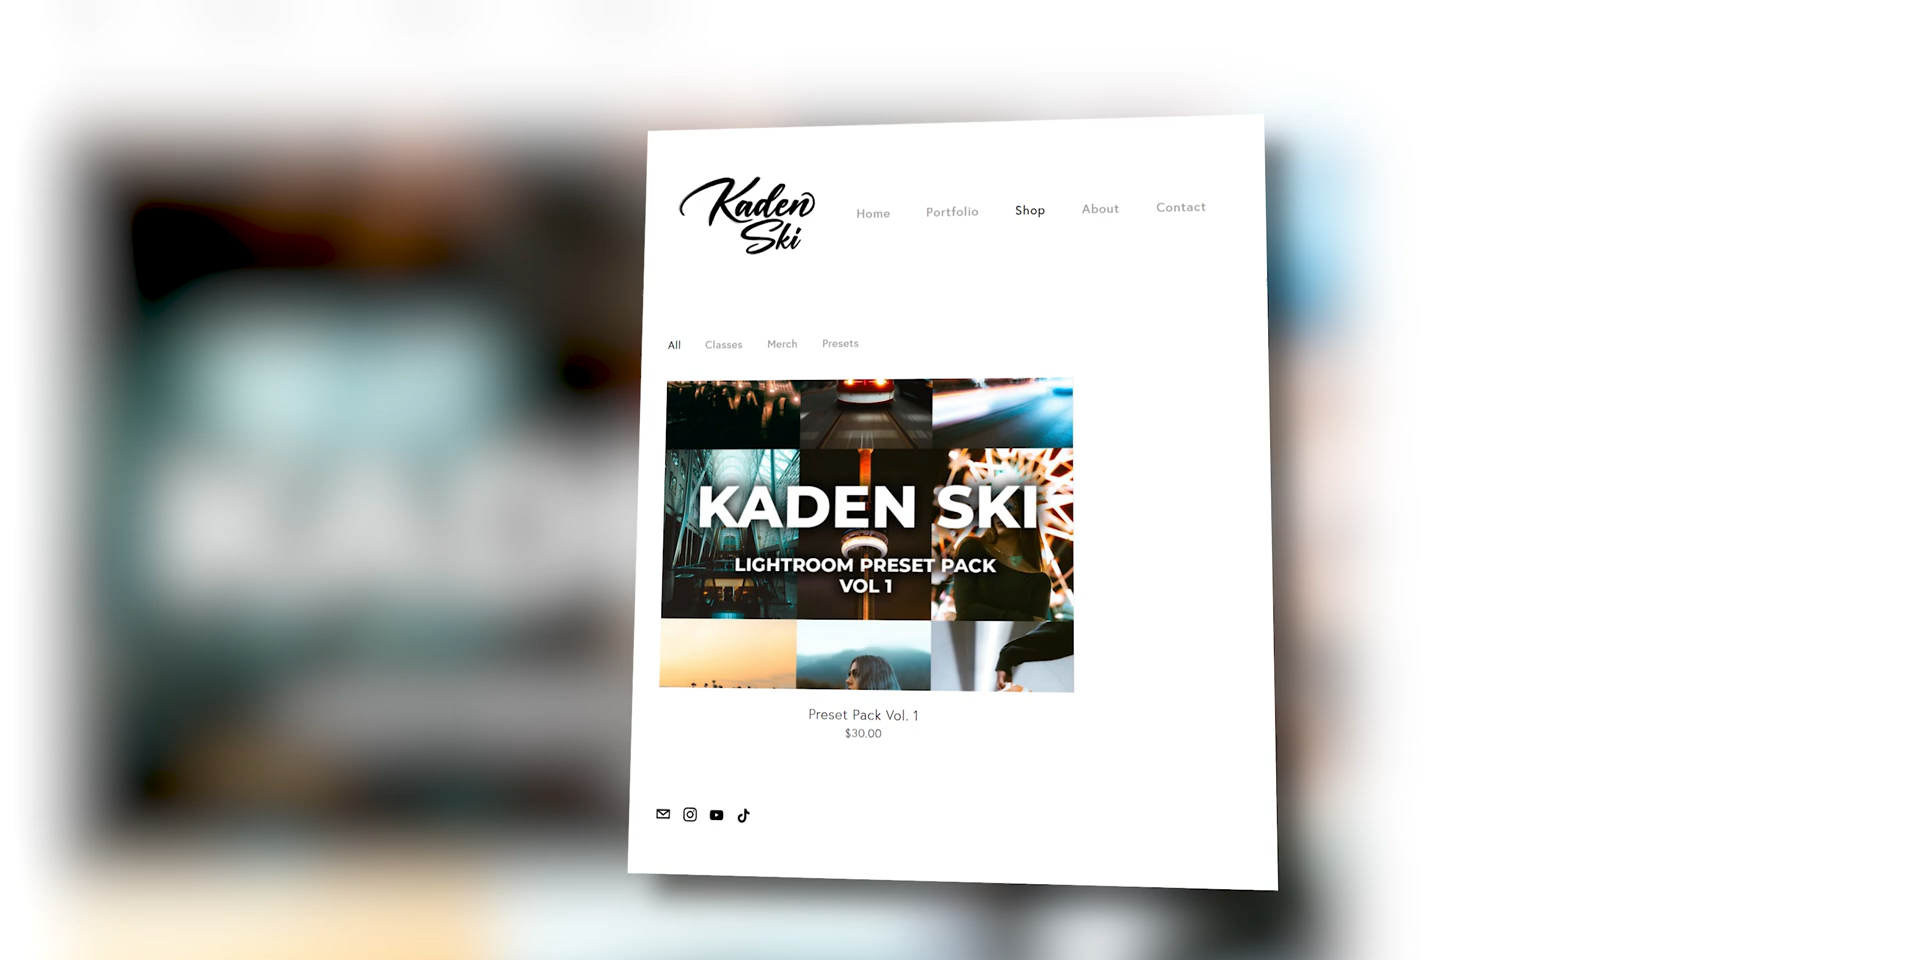 Kaden
Ski
Home Portfolio Shop About Contact
All Classes Merch Presets
KADEN SKI
LIGHTROOM PRESET PACK
VOL 1
Preset Pack Vol. 1
$30.00